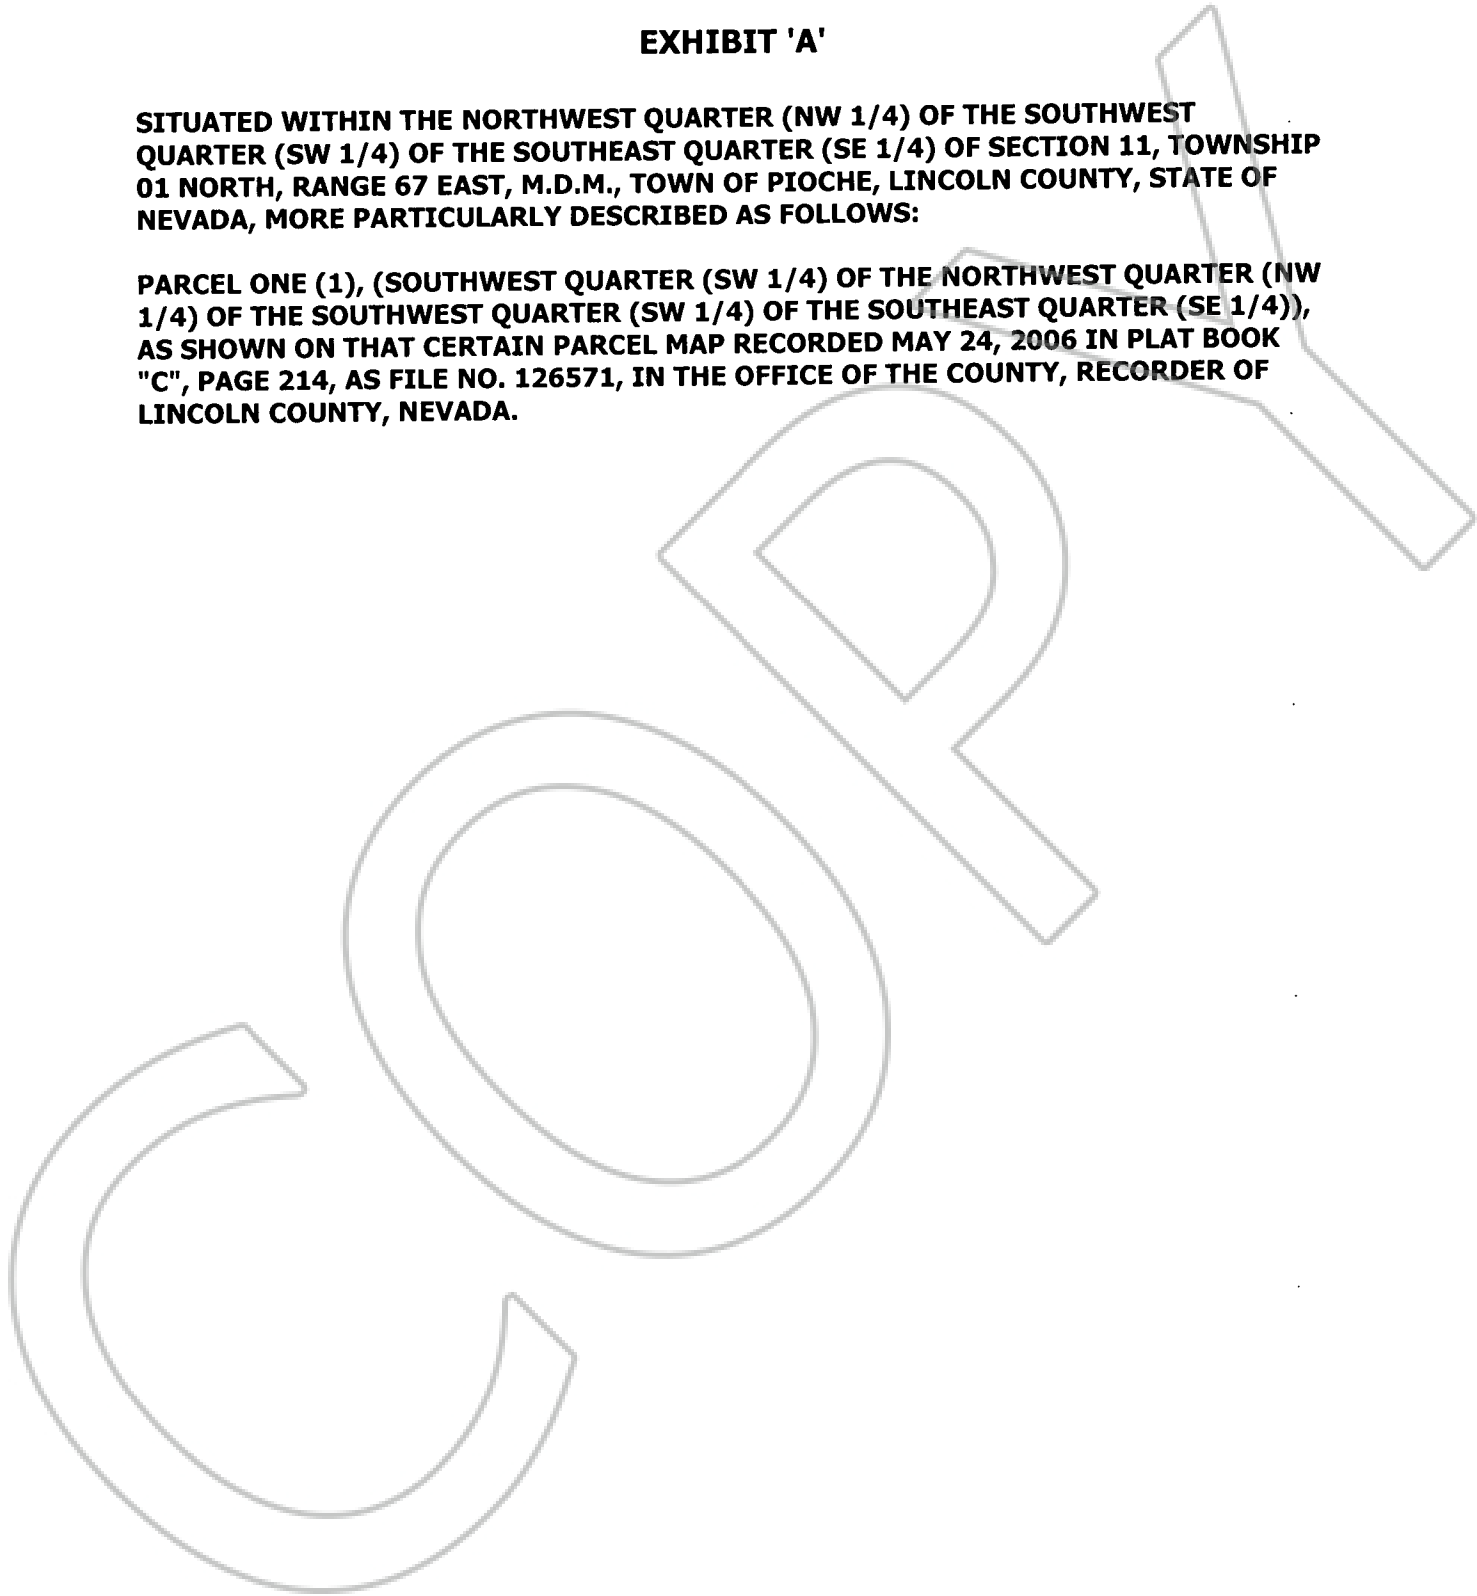 EXHIBIT 'A'
SITUATED WITHIN THE NORTHWEST QUARTER (NW 1/4) OF THE SOUTHWEST
QUARTER (SW 1/4) OF THE SOUTHEAST QUARTER (SE 1/4) OF SECTION 11, TOWNSHIP
01 NORTH, RANGE 67 EAST, M.D.M., TOWN OF PIOCHE, LINCOLN COUNTY, STATE OF
NEVADA, MORE PARTICULARLY DESCRIBED AS FOLLOWS:
PARCEL ONE (1), (SOUTHWEST QUARTER (SW 1/4) OF THE NORTHWEST QUARTER (NW
1/4) OF THE SOUTHWEST QUARTER (SW 1/4) OF THE SOUTHEAST QUARTER (SE 1/4)),
AS SHOWN ON THAT CERTAIN PARCEL MAP RECORDED MAY 24, 2006 IN PLAT BOOK
"C", PAGE 214, AS FILE NO. 126571, IN THE OFFICE OF THE COUNTY, RECORDER OF
LINCOLN COUNTY, NEVADA.
COPY